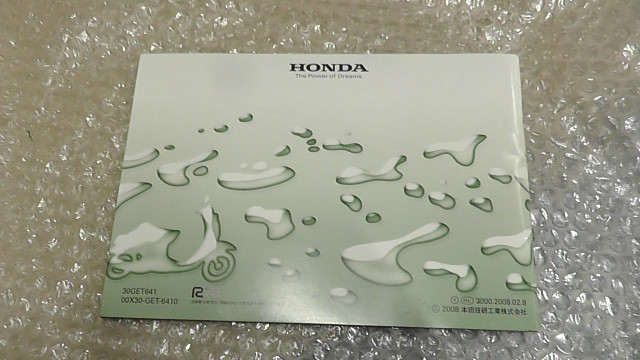 HONDA
The Power of Dreams
30GET641
00X30-GET-6410
R
3000.2008.02.8
© 2008 本田技研工業株式会社